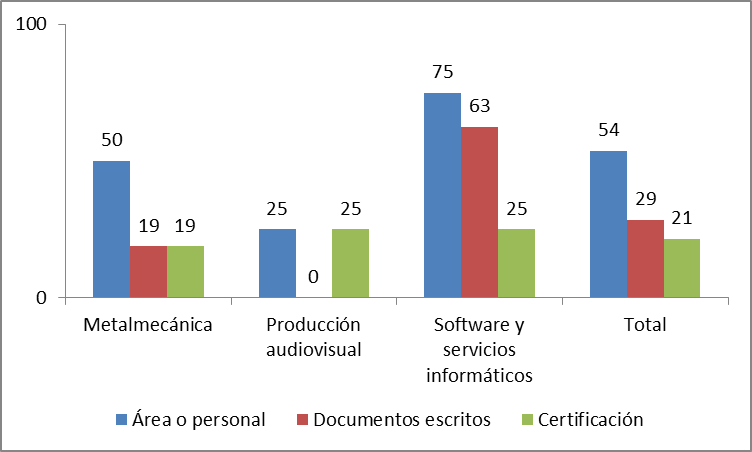 100
75
63
50
54
25
25
25
29
19
19
21
0
0
Metalmecánica
Producción
audiovisual
Software y
servicios
informáticos
Total
Área o personal
Documentos escritos
Certificación